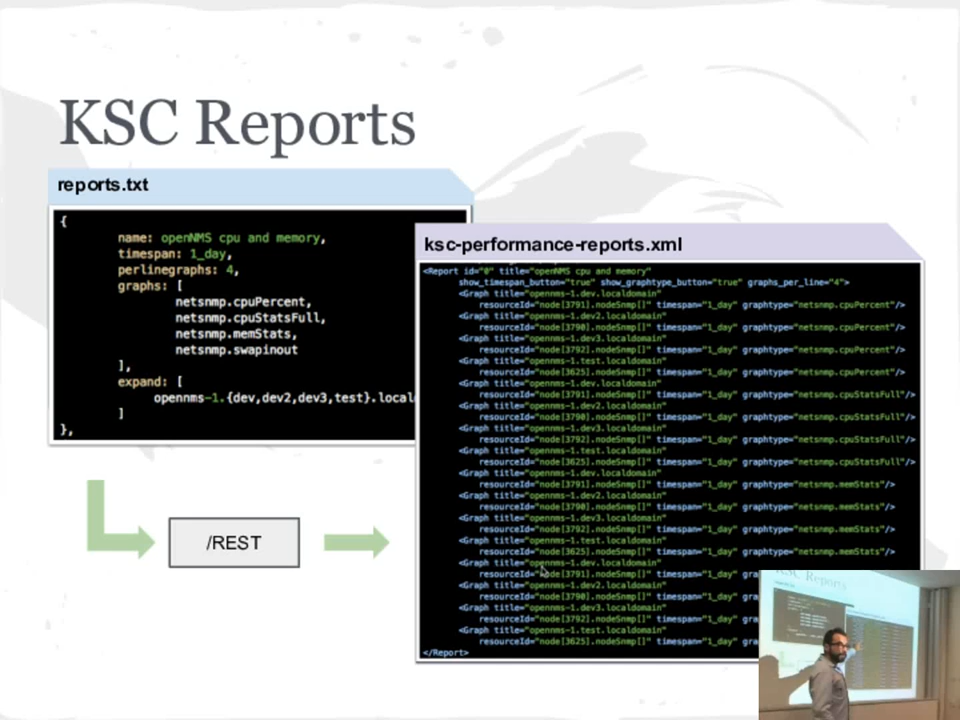 KSC Reports
reports.txt
{
name: openNMS cpu and memory,
timespan: 1_day,
perlinegraphs: 4,
graphs: [
netsnmp.cpuPercent,
netsnmp.cpuStatsFull,
netsnmp.memStats,
netsnmp.swapinout
],
expand: [
opennms-1.{dev,dev2,dev3,test}.local
]
},
/REST
ksc-performance-reports.xml
<Report id="0" title="openNMS cpu and memory"
show_timespan_button="true" show_graphtype_button="true" graphs_per_line="4">
<Graph title="opennms-1.dev.localdomain"
resourceId="node[3791].nodeSnmp[]" timespan="1_day" graphtype="netsnmp.cpuPercent"/>
<Graph title="opennms-1.dev2.localdomain"
resourceId="node[3790].nodeSnmp[]" timespan="1_day" graphtype="netsnmp.cpuPercent"/>
<Graph title="opennms-1.dev3.localdomain"
resourceId="node[3792].nodeSnmp[]" timespan="1_day" graphtype="netsnmp.cpuPercent"/>
<Graph title="opennms-1.test.localdomain"
resourceId="node[3625].nodeSnmp[]" timespan="1_day" graphtype="netsnmp.cpuPercent"/>
<Graph title="opennms-1.dev.localdomain"
resourceId="node[3791].nodeSnmp[]" timespan="1_day" graphtype="netsnmp.cpuStatsFull"/>
<Graph title="opennms-1.dev2.localdomain"
resourceId="node[3790].nodeSnmp[]" timespan="1_day" graphtype="netsnmp.cpuStatsFull"/>
<Graph title="opennms-1.dev3.localdomain"
resourceId="node[3792].nodeSnmp[]" timespan="1_day" graphtype="netsnmp.cpuStatsFull"/>
<Graph title="opennms-1.test.localdomain"
resourceId="node[3625].nodeSnmp[]" timespan="1_day" graphtype="netsnmp.cpuStatsFull"/>
<Graph title="opennms-1.dev.localdomain"
resourceId="node[3791].nodeSnmp[]" timespan="1_day" graphtype="netsnmp.memStats"/>
<Graph title="opennms-1.dev2.localdomain"
resourceId="node[3790].nodeSnmp[]" timespan="1_day" graphtype="netsnmp.memStats"/>
<Graph title="opennms-1.dev3.localdomain"
resourceId="node[3792].nodeSnmp[]" timespan="1_day" graphtype="netsnmp.memStats"/>
<Graph title="opennms-1.test.localdomain"
resourceId="node[3625].nodeSnmp[]" timespan="1_day" graphtype="netsnmp.memStats"/>
<Graph title="opennms-1.dev.localdomain"
resourceId="node[3791].nodeSnmp[]" timespan="1_day" gra
<Graph title="opennms-1.dev2.localdomain"
resourceId="node[3790].nodeSnmp[]" timespan="1_day" gra
<Graph title="opennms-1.dev3.localdomain"
resourceId="node[3792].nodeSnmp[]" timespan="1_day" gra
<Graph title="opennms-1.test.localdomain"
resourceId="node[3625].nodeSnmp[]" timespan="1_day" gra
</Report>
KSC Reports